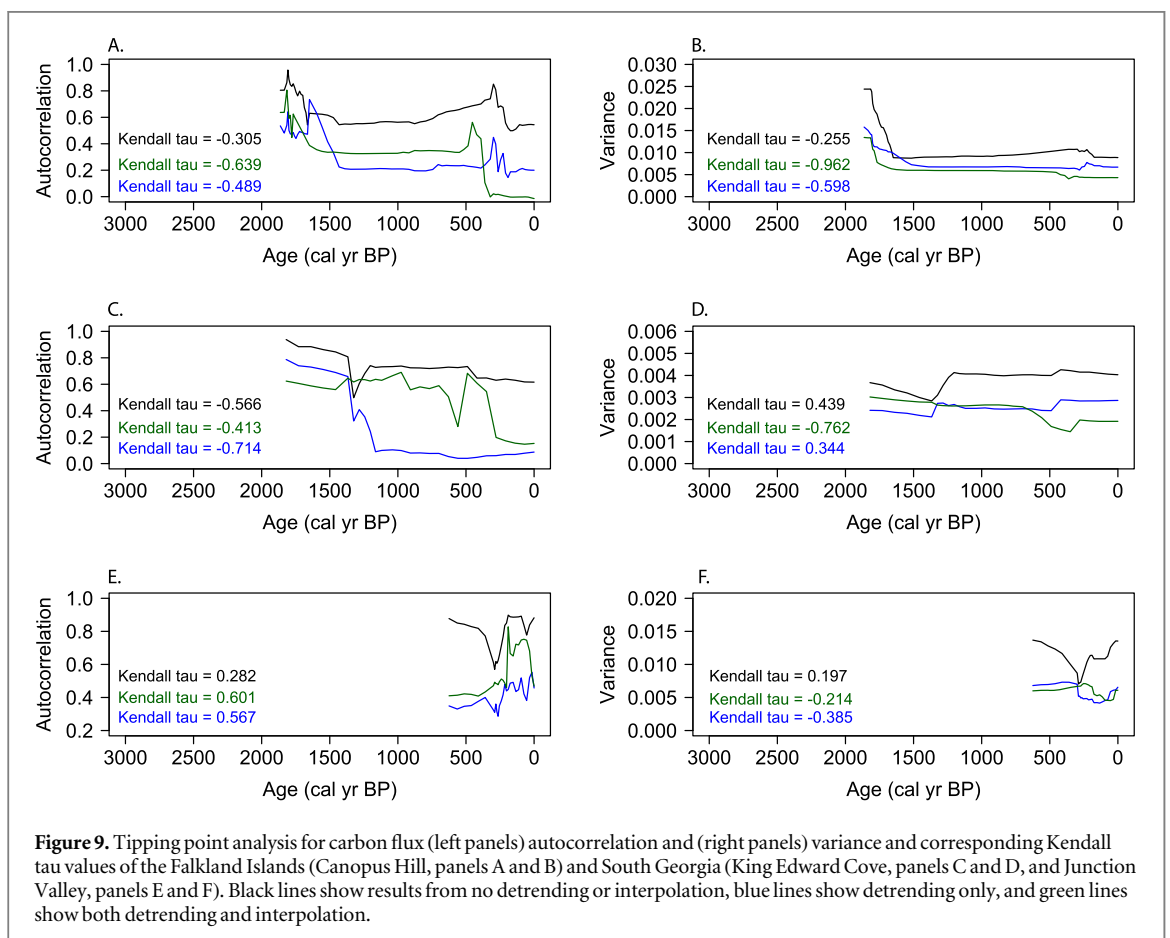 A.
Autocorrelation
1.0
0.8
0.6
0.4
0.2
0.0
Kendall tau = -0.305
Kendall tau = -0.639
Kendall tau = -0.489
3000 2500 2000 1500 1000 500 0
Age (cal yr BP)
B.
Variance
0.030
0.025
0.020
0.015
0.010
0.005
0.000
Kendall tau = -0.255
Kendall tau = -0.962
Kendall tau = -0.598
3000 2500 2000 1500 1000 500 0
Age (cal yr BP)
C.
Autocorrelation
1.0
0.8
0.6
0.4
0.2
0.0
Kendall tau = -0.566
Kendall tau = -0.413
Kendall tau = -0.714
3000 2500 2000 1500 1000 500 0
Age (cal yr BP)
D.
Variance
0.006
0.005
0.004
0.003
0.002
0.001
0.000
Kendall tau = 0.439
Kendall tau = -0.762
Kendall tau = 0.344
3000 2500 2000 1500 1000 500 0
Age (cal yr BP)
E.
Autocorrelation
1.0
0.8
0.6
0.4
0.2
Kendall tau = 0.282
Kendall tau = 0.601
Kendall tau = 0.567
3000 2500 2000 1500 1000 500 0
Age (cal yr BP)
F.
Variance
0.020
0.015
0.010
0.005
0.000
Kendall tau = 0.197
Kendall tau = -0.214
Kendall tau = -0.385
3000 2500 2000 1500 1000 500 0
Age (cal yr BP)
Figure 9. Tipping point analysis for carbon flux (left panels) autocorrelation and (right panels) variance and corresponding Kendall
tau values of the Falkland Islands (Canopus Hill, panels A and B) and South Georgia (King Edward Cove, panels C and D, and Junction
Valley, panels E and F). Black lines show results from no detrending or interpolation, blue lines show detrending only, and green lines
show both detrending and interpolation.